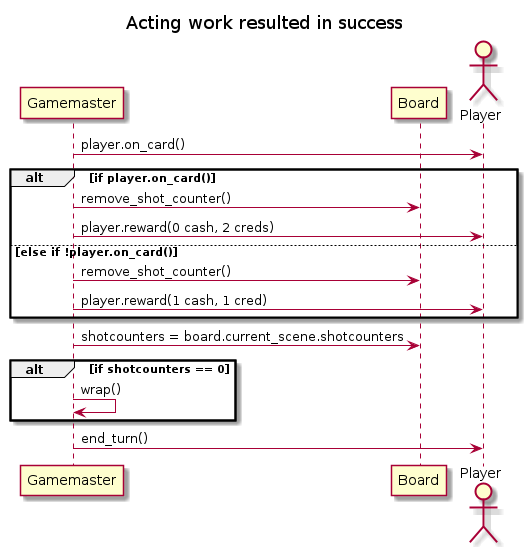 Acting work resulted in success
Gamemaster
Board
Player
player.on_card()
alt
[if player.on_card()]
remove_shot_counter()
player.reward(0 cash, 2 creds)
[else if !player.on_card()]
remove_shot_counter()
player.reward(1 cash, 1 cred)
shotcounters = board.current_scene.shotcounters
alt
[if shotcounters == 0]
wrap()
end_turn()
Gamemaster
Board
Player